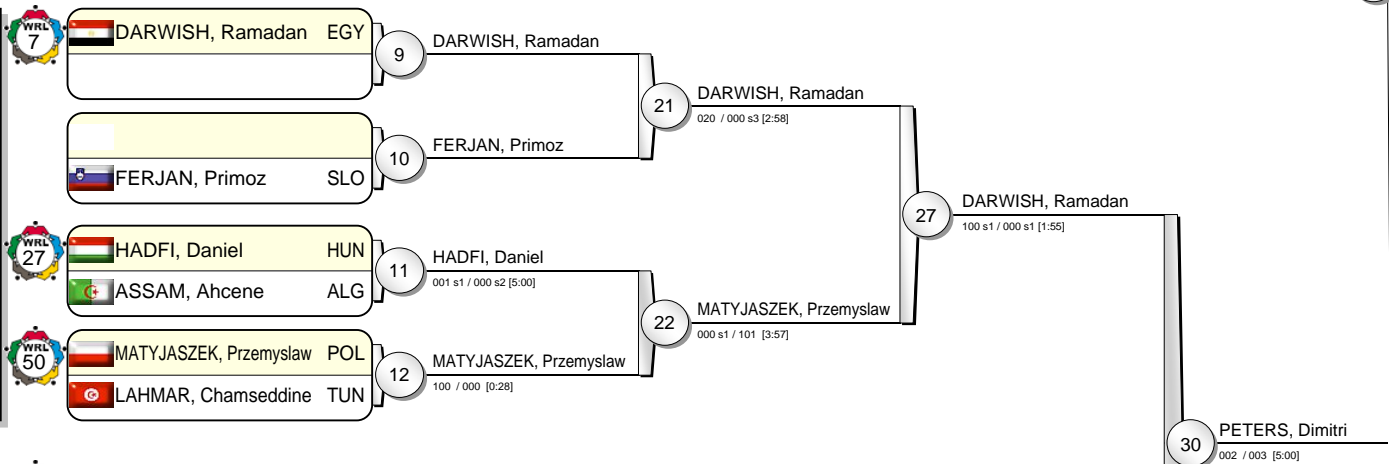 WRL
7
DARWISH, Ramadan EGY
9
DARWISH, Ramadan
10
FERJAN, Primoz
FERJAN, Primoz SLO
21
DARWISH, Ramadan
020 / 000 s3 [2:58]
WRL
27
HADFI, Daniel HUN
ASSAM, Ahcene ALG
11
HADFI, Daniel
001 s1 / 000 s2 [5:00]
WRL
50
MATYJASZEK, Przemyslaw POL
LAHMAR, Chamseddine TUN
12
MATYJASZEK, Przemyslaw
100 / 000 [0:28]
22
MATYJASZEK, Przemyslaw
000 s1 / 101 [3:57]
27
DARWISH, Ramadan
100 s1 / 000 s1 [1:55]
30
PETERS, Dimitri
002 / 003 [5:00]